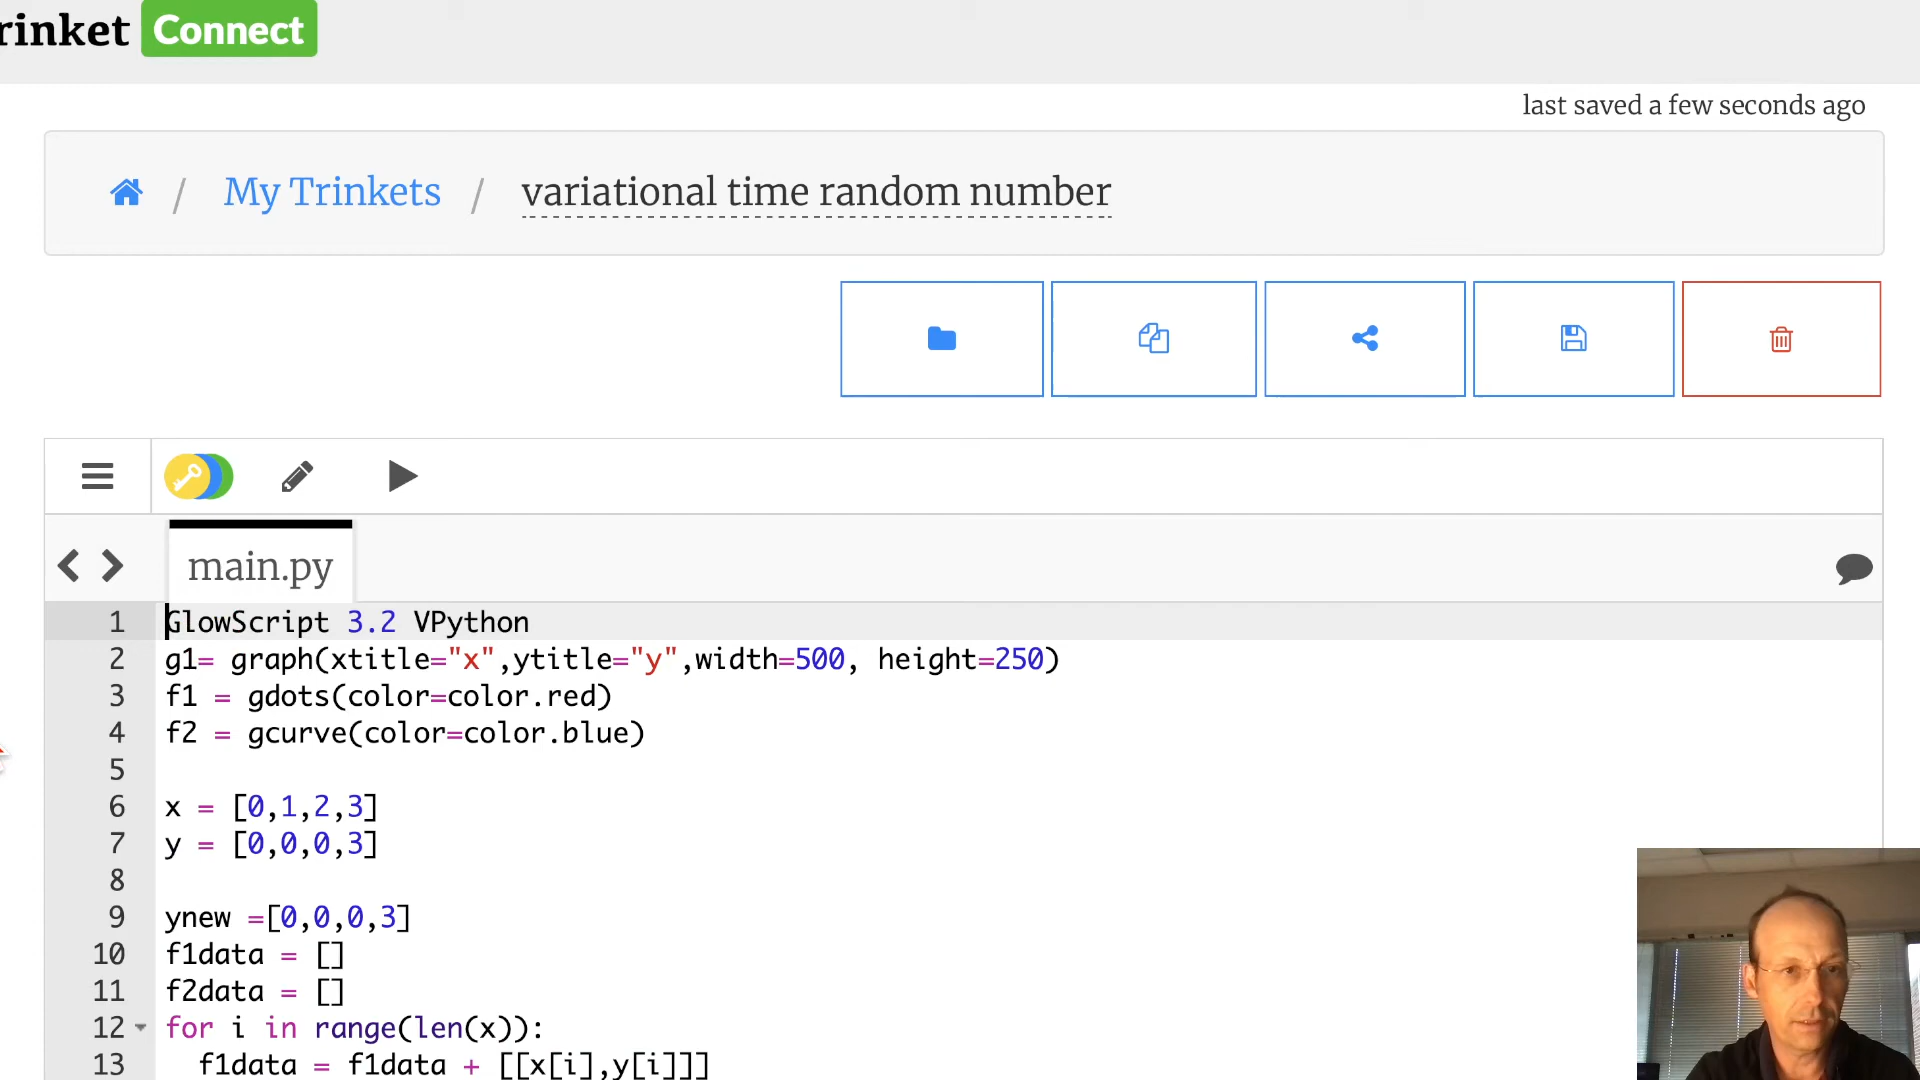 rinket Connect
last saved a few seconds ago
/ My Trinkets / variational time random number
main.py
1 GlowScript 3.2 VPython
2 g1= graph(xtitle="x",ytitle="y",width=500, height=250)
3 f1 = gdots(color=color.red)
4 f2 = gcurve(color=color.blue)
5
6 x = [0,1,2,3]
7 y = [0,0,0,3]
8
9 ynew =[0,0,0,3]
10 f1data = []
11 f2data = []
12 for i in range(len(x)):
13 f1data = f1data + [[x[i],y[i]]]